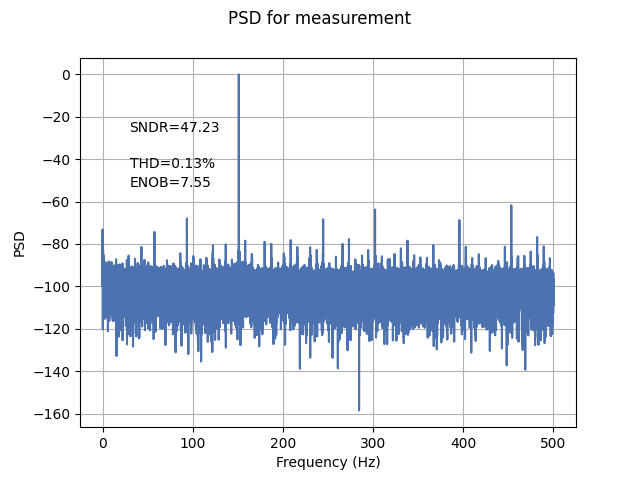 PSD for measurement
0
−20
−40
−60
−80
−100
−120
−140
−160
PSD
SNDR=47.23
THD=0.13%
ENOB=7.55
0 100 200 300 400 500
Frequency (Hz)